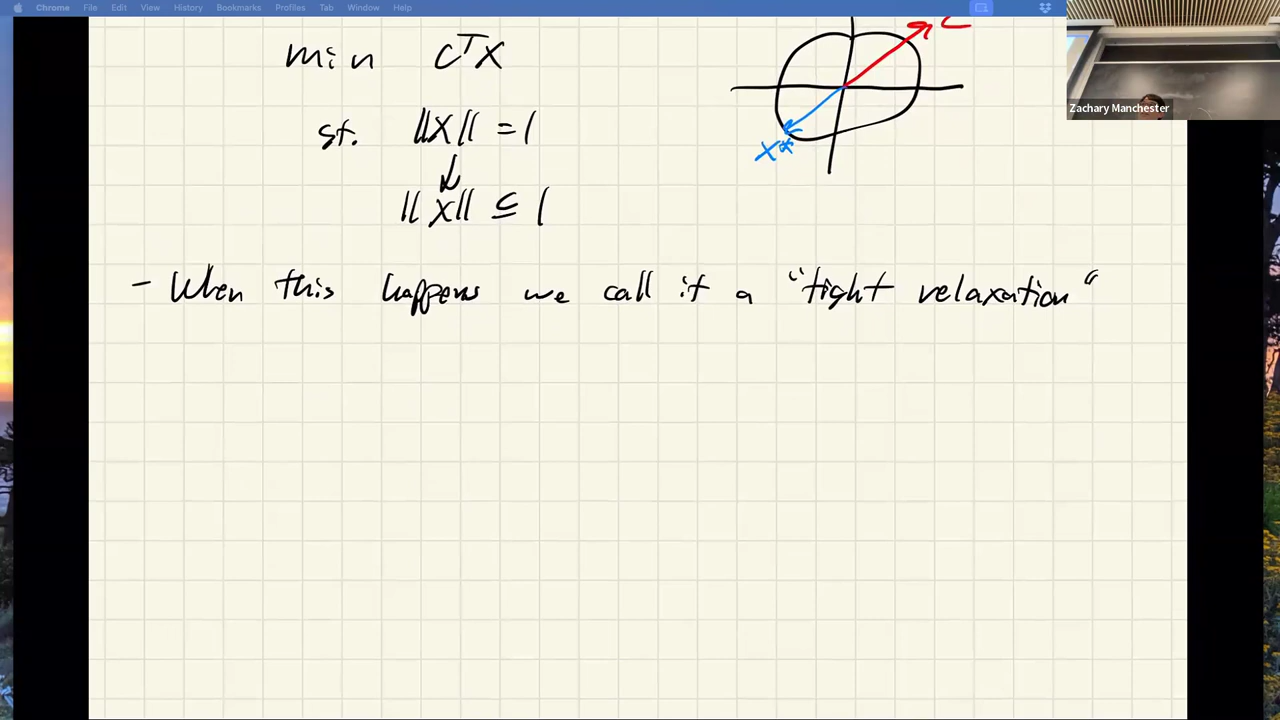 Chrome File Edit View History Bookmarks Profiles Tab Window Help
Zachary Manchester
min CᵀX
C
st. ||X|| = 1
X*
||X|| ≤ 1
- When this happens we call it a "tight relaxation"